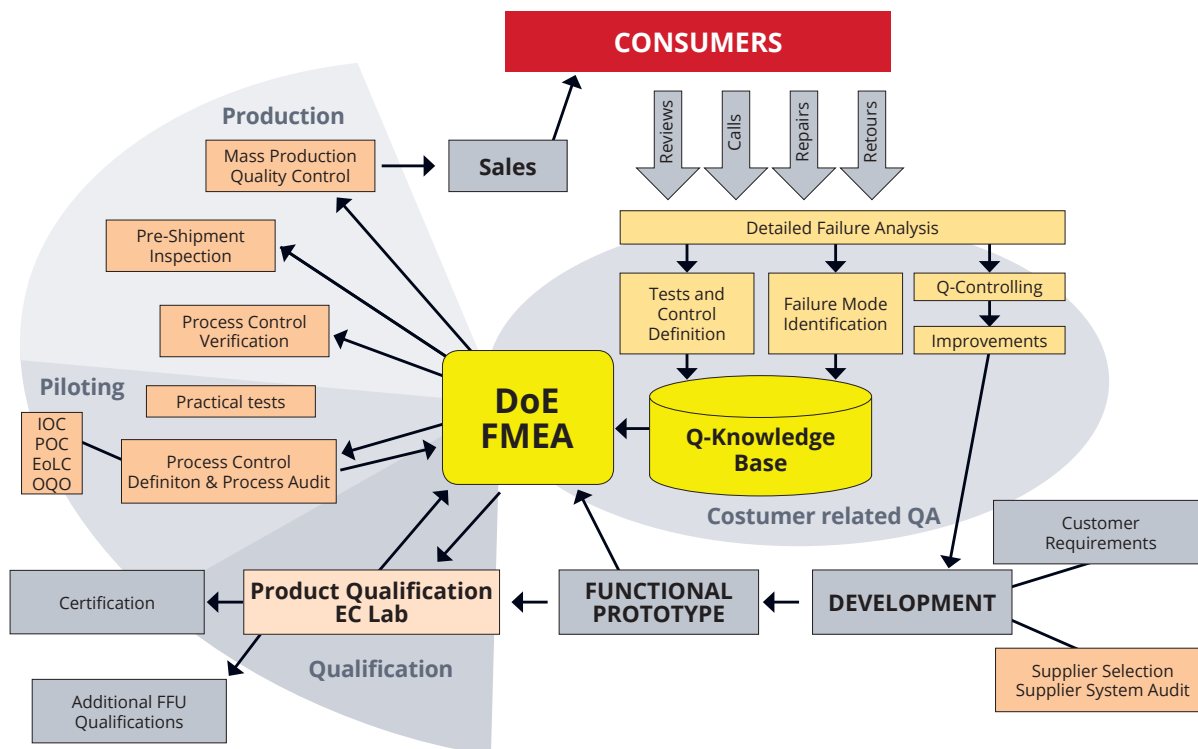 CONSUMERS
Production
Reviews
Calls
Repairs
Retours
Mass Production
Quality Control
Sales
Pre-Shipment
Inspection
Detailed Failure Analysis
Tests and
Control
Definition
Failure Mode
Identification
Q-Controlling
Improvements
Process Control
Verification
Piloting
Practical tests
DoE
FMEA
Q-Knowledge
Base
IOC
POC
EoLC
OQO
Process Control
Definiton & Process Audit
Costumer related QA
Customer
Requirements
Certification
Product Qualification
EC Lab
FUNCTIONAL
PROTOTYPE
DEVELOPMENT
Qualification
Supplier Selection
Supplier System Audit
Additional FFU
Qualifications